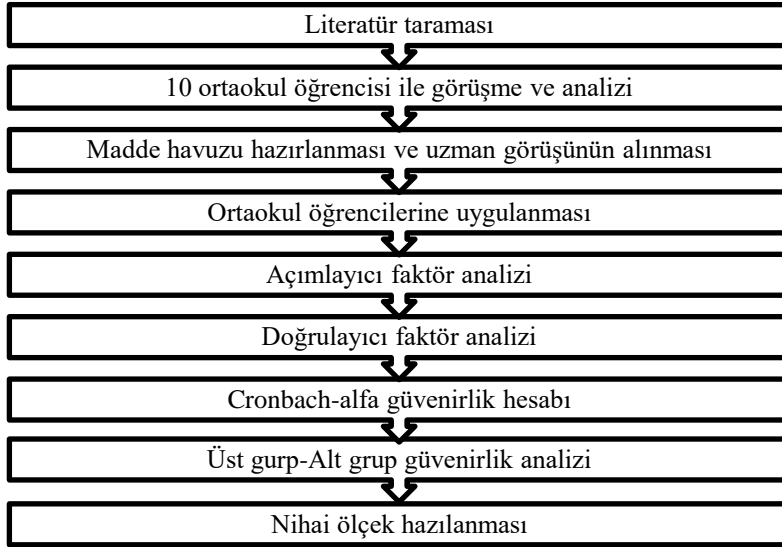 Literatür taraması
10 ortaokul öğrencisi ile görüşme ve analizi
Madde havuzu hazırlanması ve uzman görüşünün alınması
Ortaokul öğrencilerine uygulanması
Açımlayıcı faktör analizi
Doğrulayıcı faktör analizi
Cronbach-alfa güvenirlik hesabı
Üst gurp-Alt grup güvenirlik analizi
Nihai ölçek hazılanması